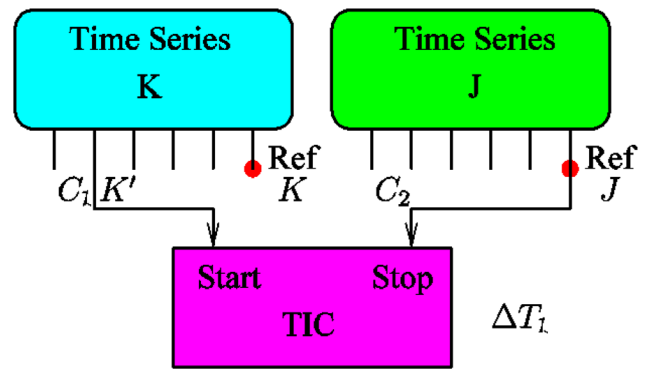 Time Series
K
Time Series
J
Ref
K
Ref
J
C₁ K′
C₂
Start
Stop
TIC
ΔT₁